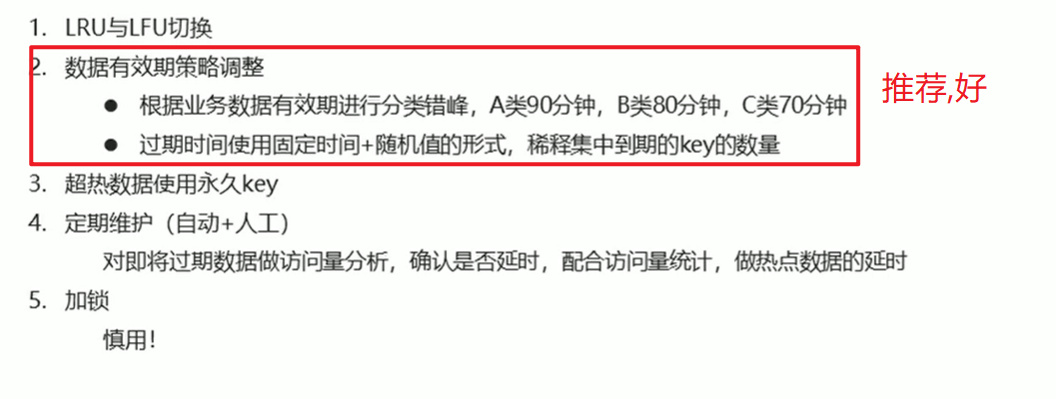 1. LRU与LFU切换
2. 数据有效期策略调整
● 根据业务数据有效期进行分类错峰，A类90分钟，B类80分钟，C类70分钟
推荐,好
● 过期时间使用固定时间+随机值的形式，稀释集中到期的key的数量
3. 超热数据使用永久key
4. 定期维护（自动+人工）
对即将过期数据做访问量分析，确认是否延时，配合访问量统计，做热点数据的延时
5. 加锁
慎用！